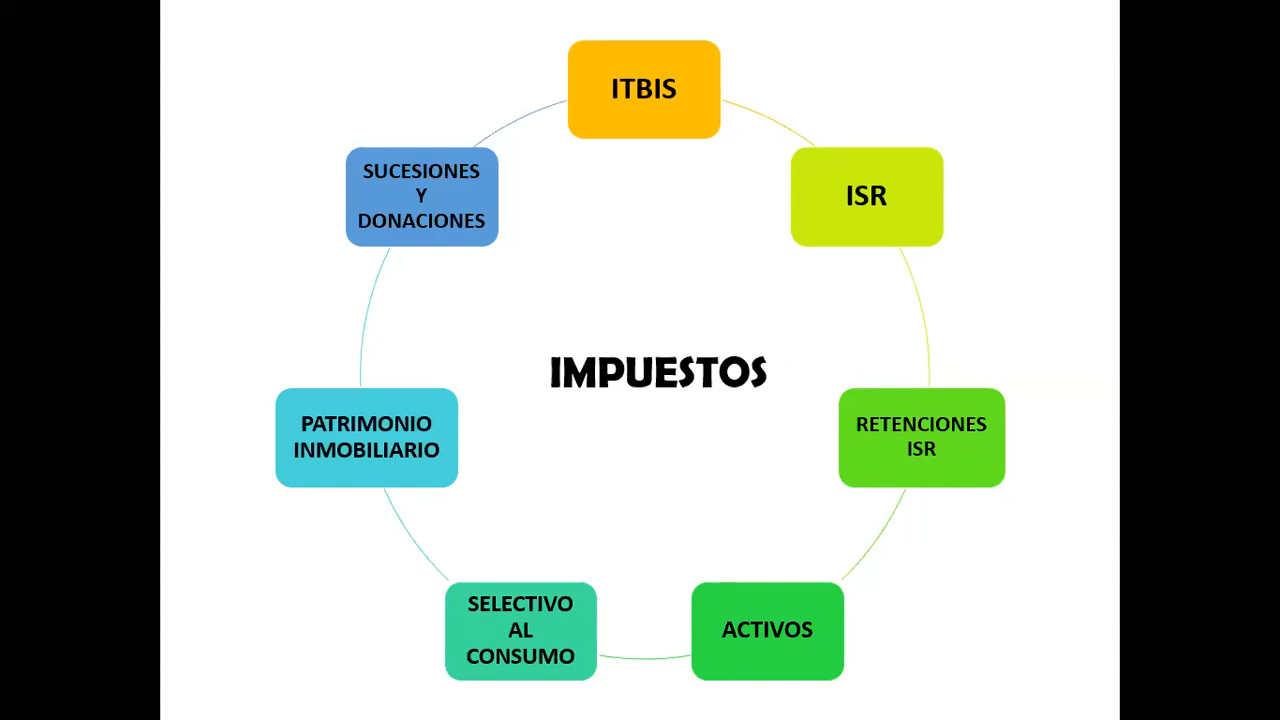 ITBIS
ISR
RETENCIONES
ISR
ACTIVOS
SELECTIVO
AL
CONSUMO
PATRIMONIO
INMOBILIARIO
SUCESIONES
Y
DONACIONES
IMPUESTOS